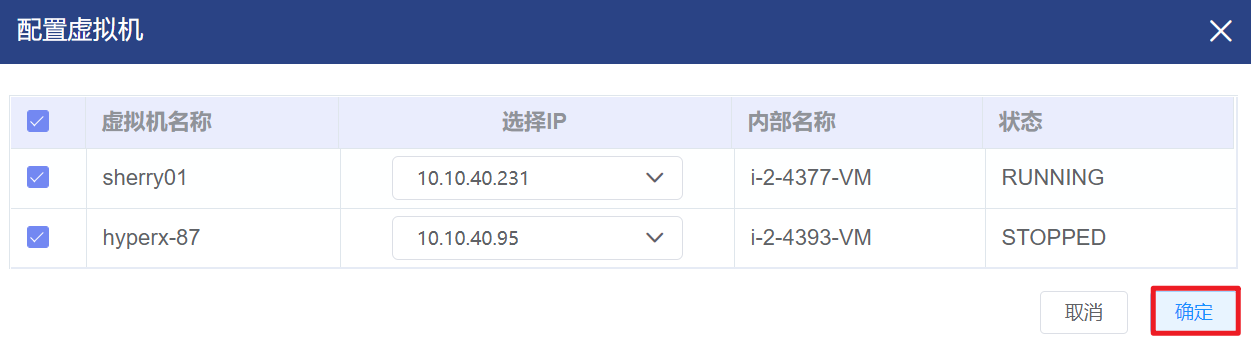 配置虚拟机
虚拟机名称 选择IP 内部名称 状态
sherry01 10.10.40.231 i-2-4377-VM RUNNING
hyperx-87 10.10.40.95 i-2-4393-VM STOPPED
取消 确定